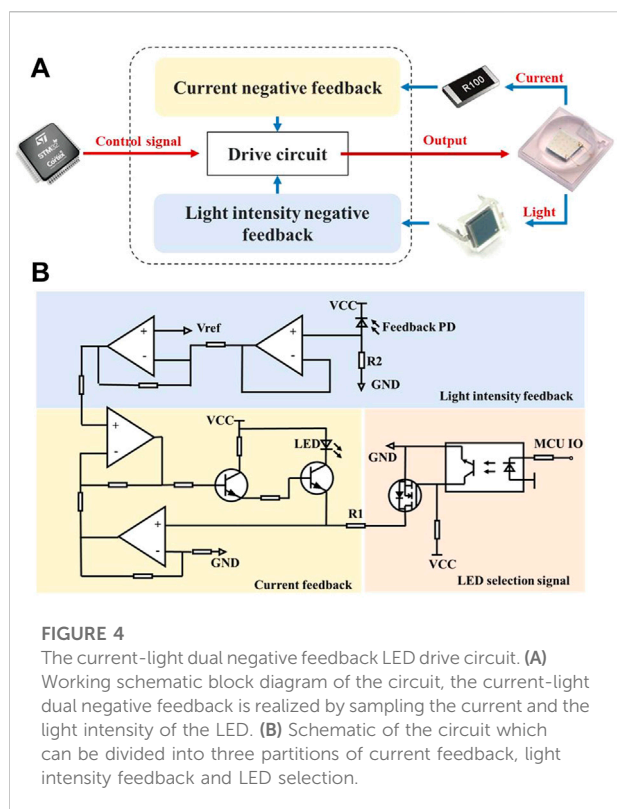 A
Current negative feedback
R100
Current
STM32
Cortex
Control signal
Drive circuit
Output
Light intensity negative
feedback
Light
B
VCC
Feedback PD
Vref
R2
GND
Light intensity feedback
VCC
LED
R1
GND
Current feedback
GND
MCU IO
VCC
LED selection signal
+
-
+
-
+
-
+
-
FIGURE 4
The current-light dual negative feedback LED drive circuit. (A)
Working schematic block diagram of the circuit, the current-light
dual negative feedback is realized by sampling the current and the
light intensity of the LED. (B) Schematic of the circuit which
can be divided into three partitions of current feedback, light
intensity feedback and LED selection.